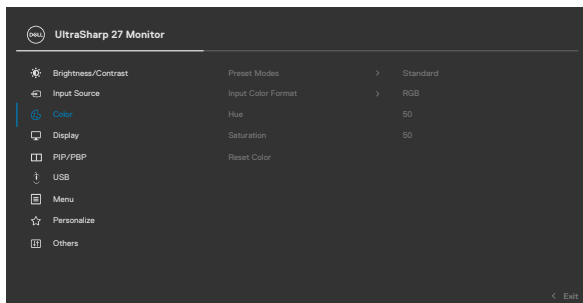 DELL UltraSharp 27 Monitor
Brightness/Contrast Preset Modes > Standard
Input Source Input Color Format > RGB
Color Hue 50
Display Saturation 50
PIP/PBP Reset Color
USB
Menu
Personalize
Others
< Exit